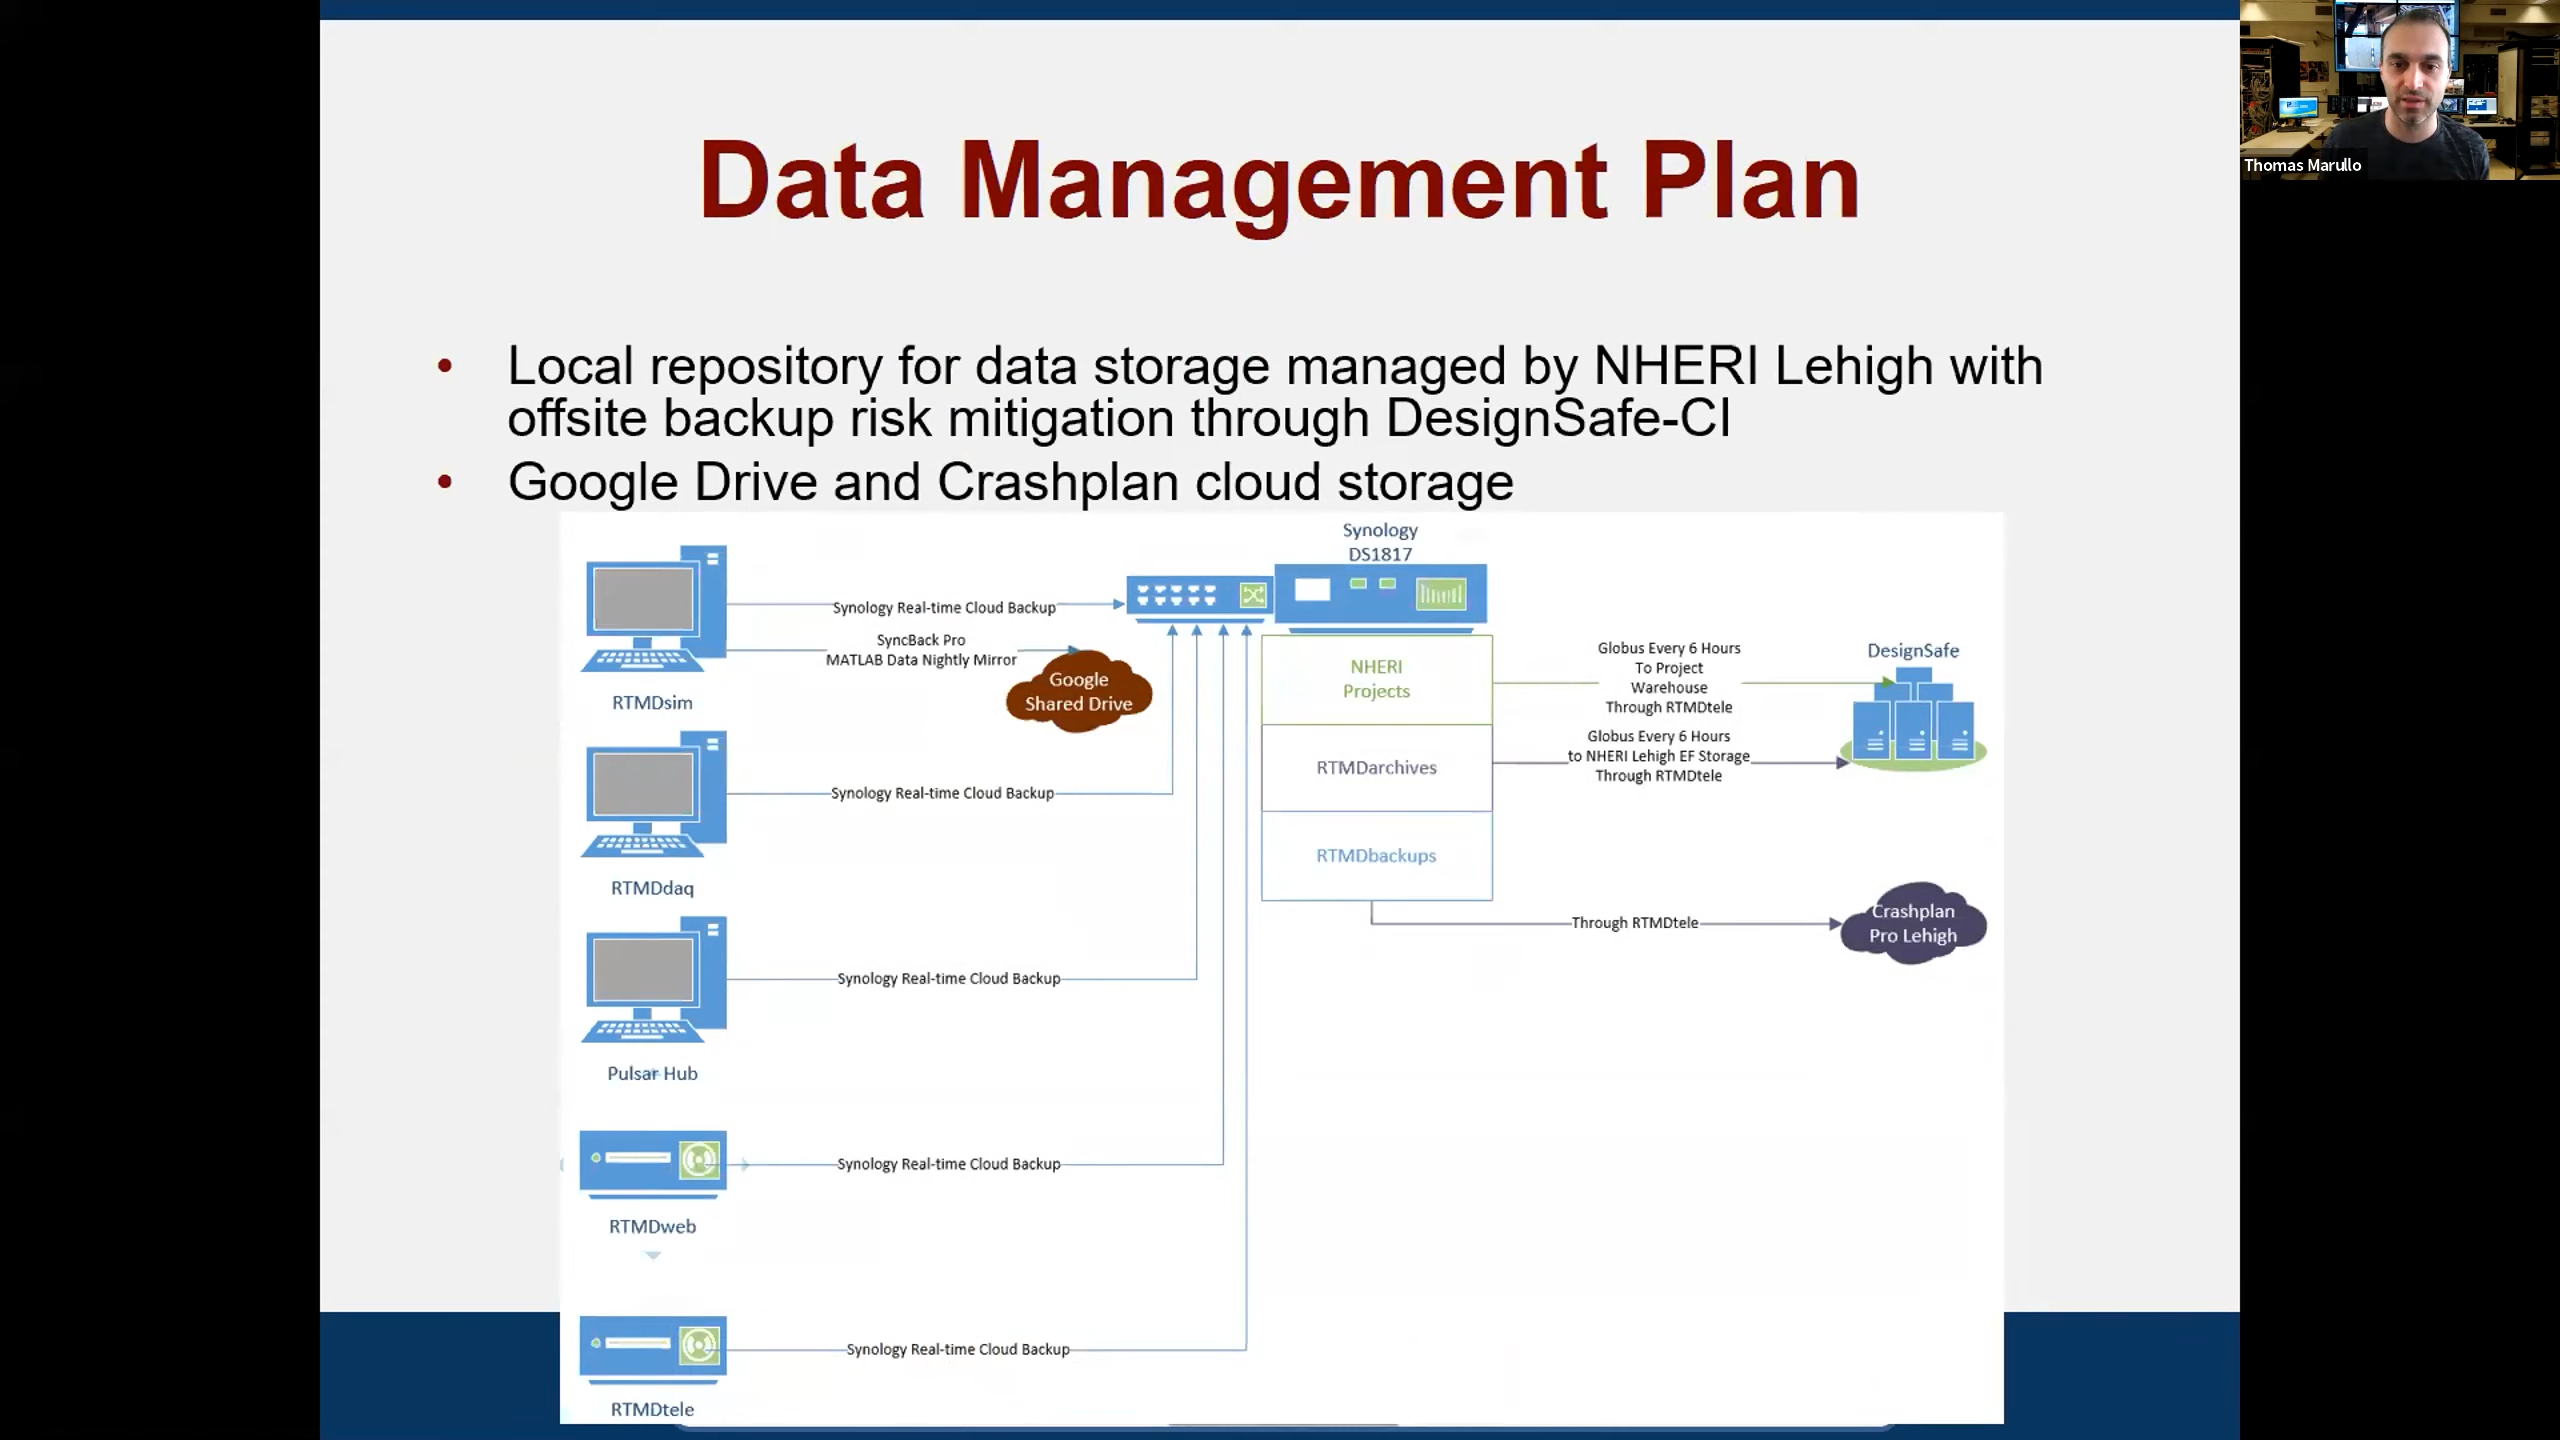 Data Management Plan
Thomas Marullo
• Local repository for data storage managed by NHERI Lehigh with
offsite backup risk mitigation through DesignSafe-CI
• Google Drive and Crashplan cloud storage
Synology
DS1817
Synology Real-time Cloud Backup
SyncBack Pro
MATLAB Data Nightly Mirror
Google
Shared Drive
RTMDsim
NHERI
Projects
Globus Every 6 Hours
To Project
Warehouse
Through RTMDtele
DesignSafe
RTMDarchives
Globus Every 6 Hours
to NHERI Lehigh EF Storage
Through RTMDtele
Synology Real-time Cloud Backup
RTMDdaq
RTMDbackups
Through RTMDtele
Crashplan
Pro Lehigh
Synology Real-time Cloud Backup
Pulsar Hub
Synology Real-time Cloud Backup
RTMDweb
Synology Real-time Cloud Backup
RTMDtele